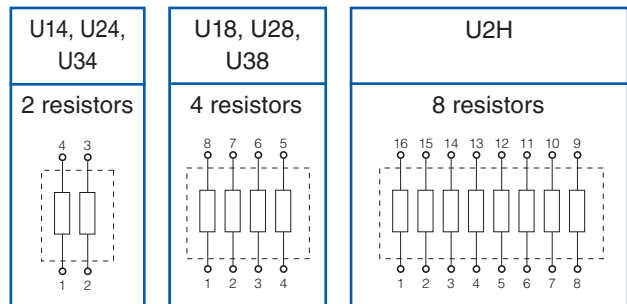 U14, U24,
U34
2 resistors
4 3
1 2
U18, U28,
U38
4 resistors
8 7 6 5
1 2 3 4
U2H
8 resistors
16 15 14 13 12 11 10 9
1 2 3 4 5 6 7 8